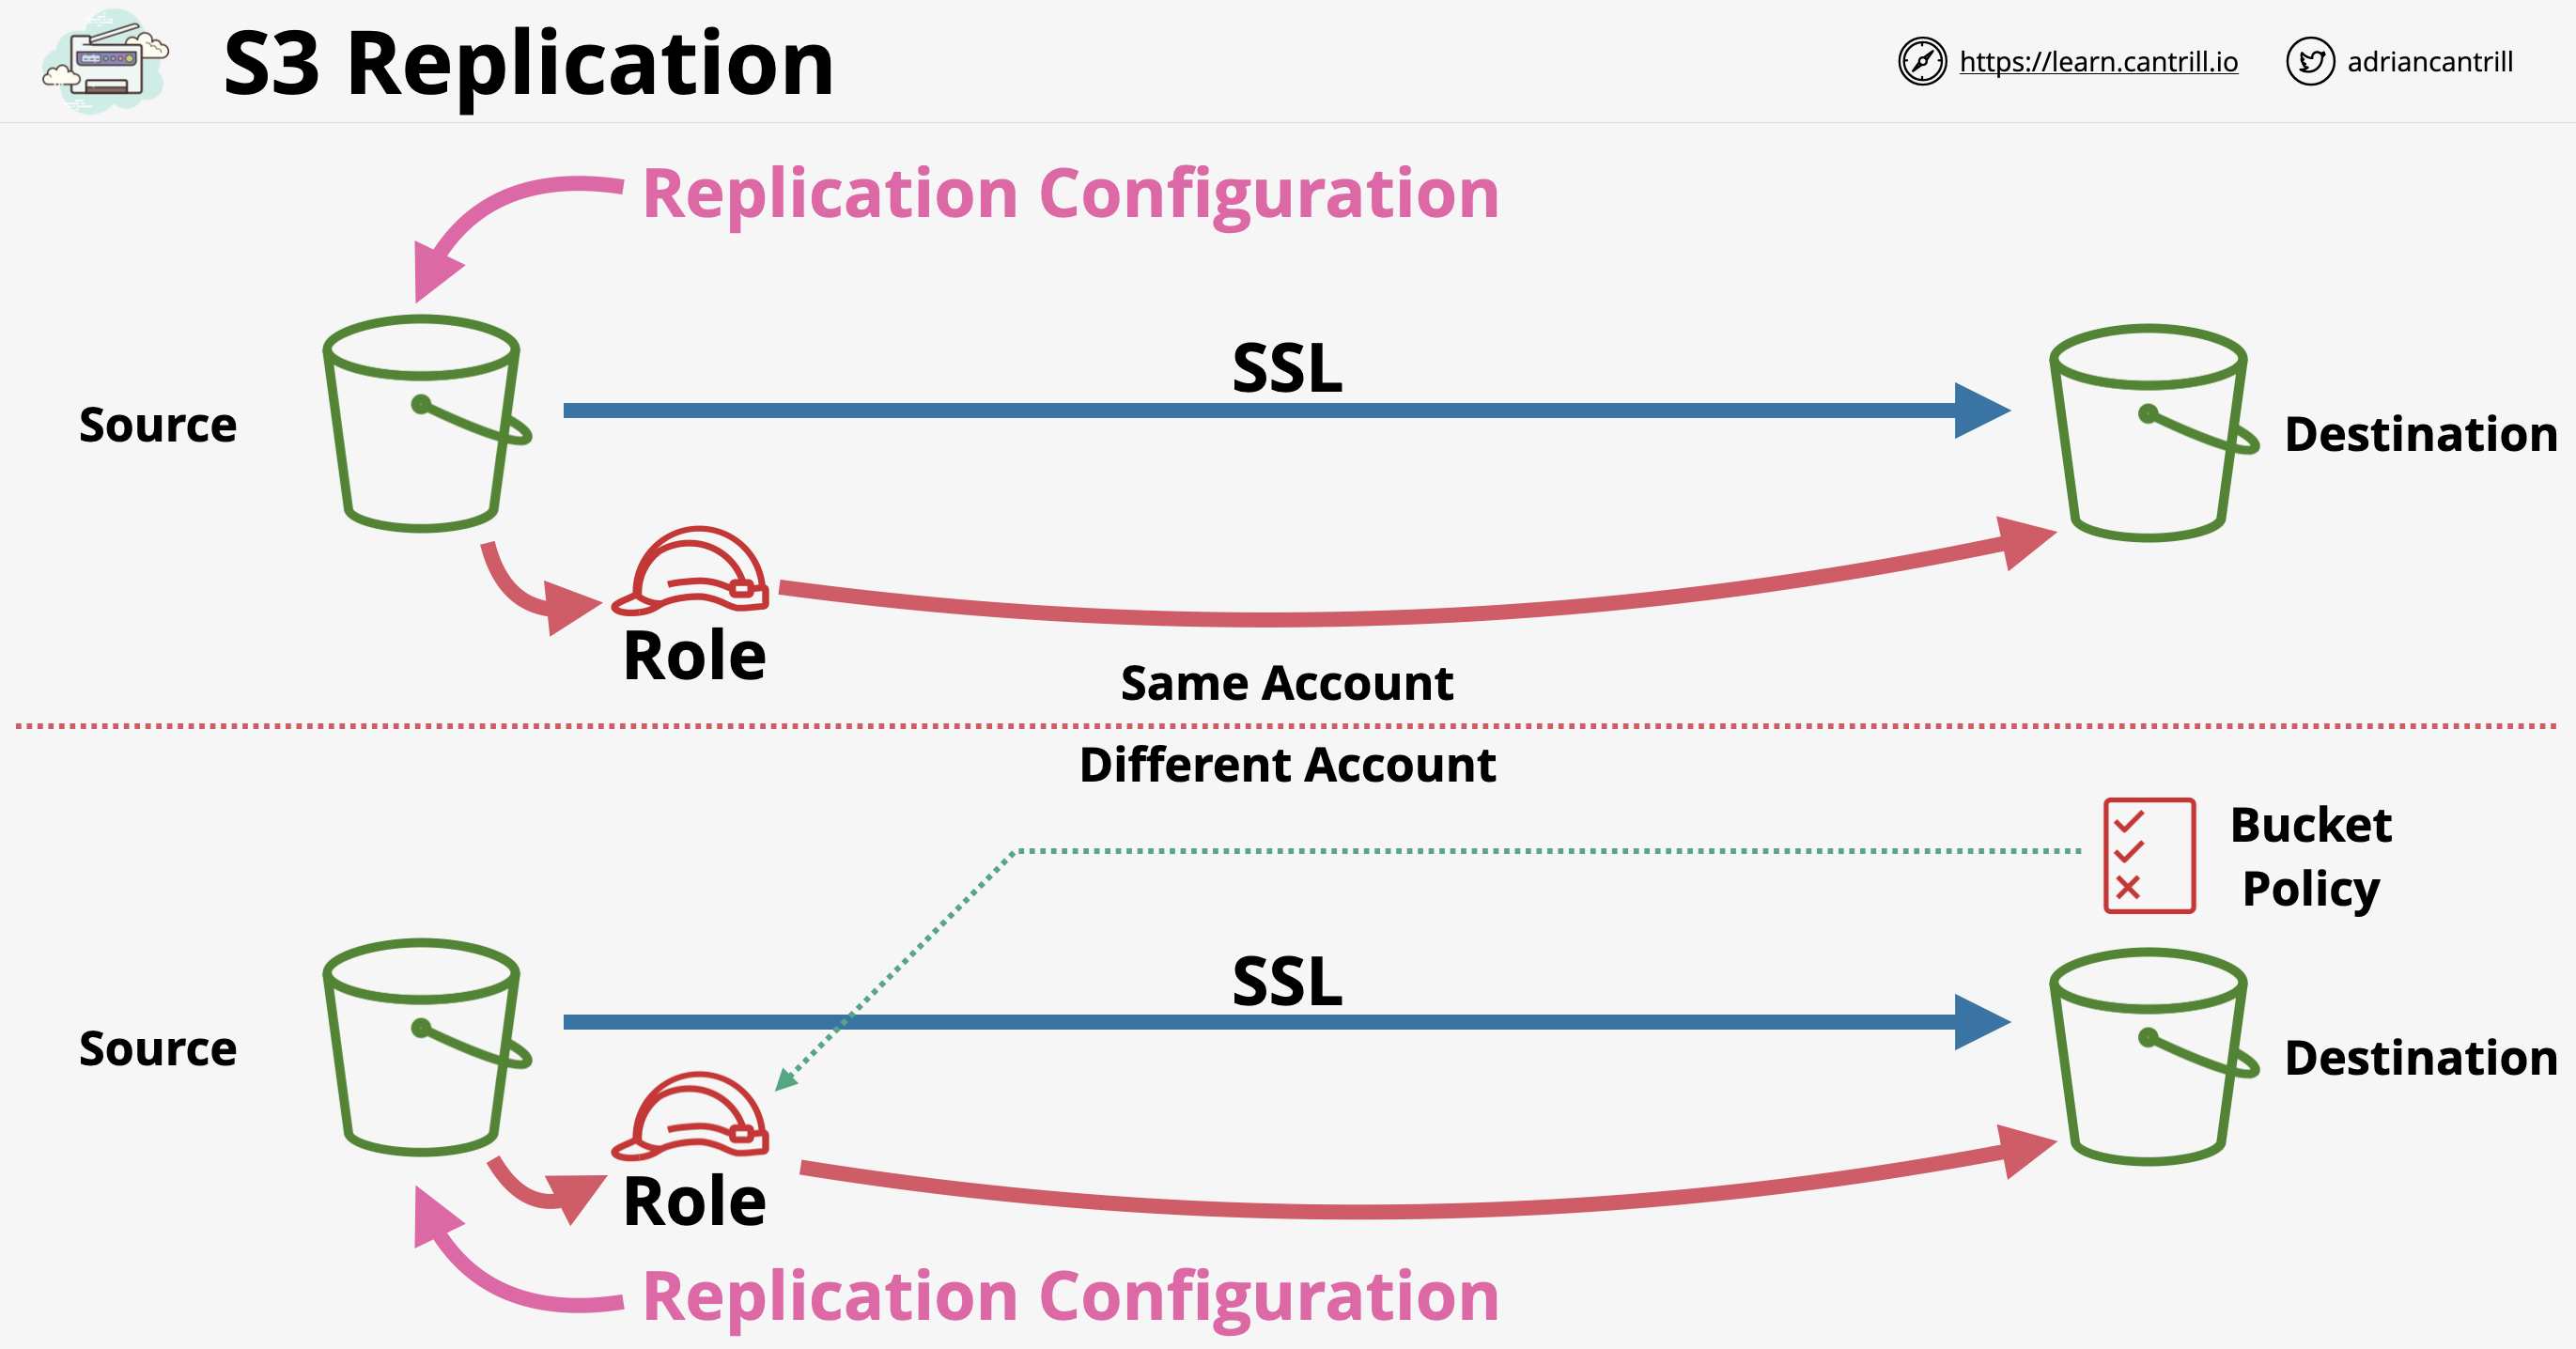 S3 Replication
https://learn.cantrill.io
adriancantrill
Replication Configuration
SSL
Source
Destination
Role
Same Account
Different Account
Bucket
Policy
SSL
Source
Destination
Role
Replication Configuration